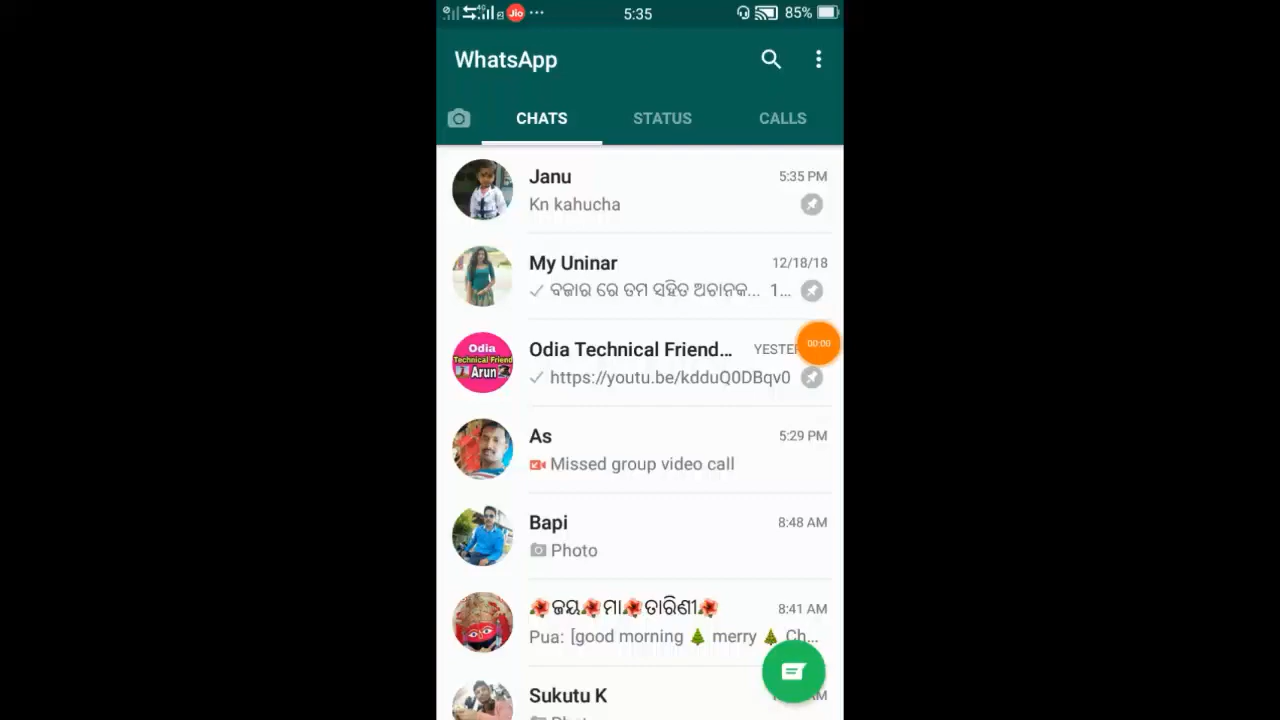 4G Jio ... 5:35 85%
WhatsApp
CHATS STATUS CALLS
Janu 5:35 PM
Kn kahucha
My Uninar 12/18/18
ବଜାର ରେ ତମ ସହିତ ଅଚାନକ... 1...
Odia Technical Friend... YESTER
00:00
Odia
Technical Friend
Arun
https://youtu.be/kdduQ0DBqv0
As 5:29 PM
Missed group video call
Bapi 8:48 AM
Photo
🌺ଜୟ🌺ମା🌺ତାରିଣୀ🌺 8:41 AM
Pua: [good morning 🎄 merry 🎄 Ch...
Sukutu K AM